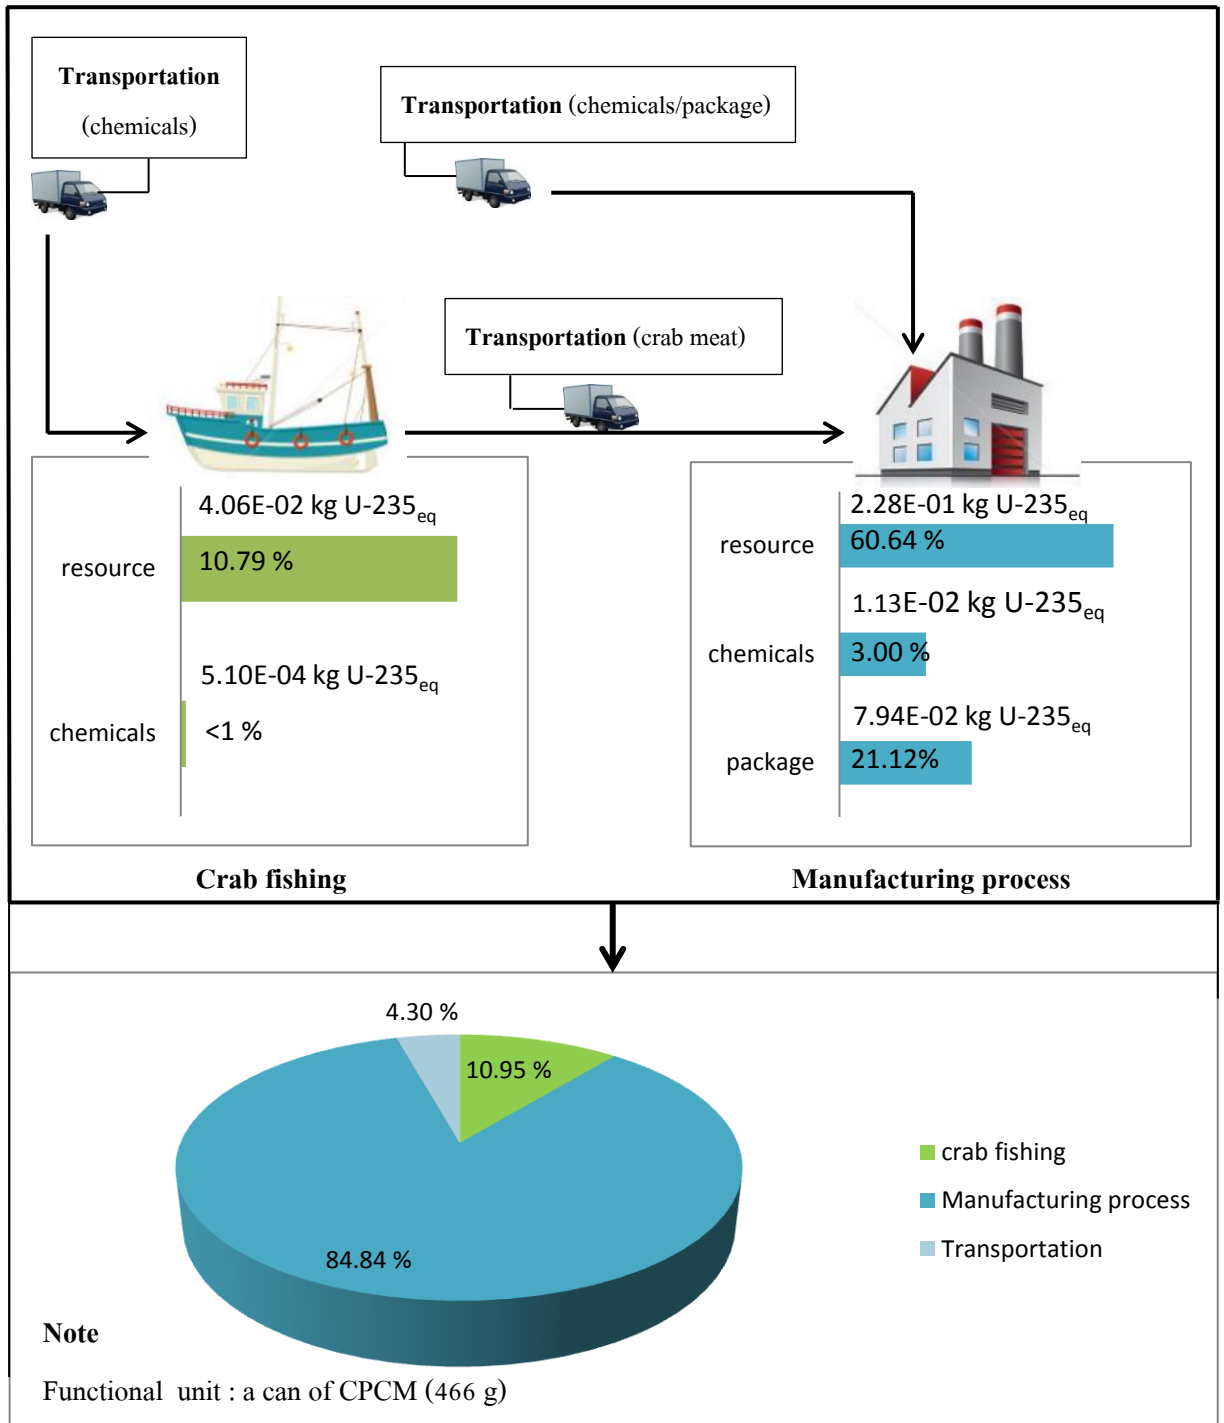 Transportation
(chemicals)
Transportation (chemicals/package)
Transportation (crab meat)
4.06E-02 kg U-235eq
resource
10.79 %
5.10E-04 kg U-235eq
chemicals
<1 %
Crab fishing
2.28E-01 kg U-235eq
resource
60.64 %
1.13E-02 kg U-235eq
chemicals
3.00 %
7.94E-02 kg U-235eq
package
21.12%
Manufacturing process
4.30 %
10.95 %
84.84 %
crab fishing
Manufacturing process
Transportation
Note
Functional unit : a can of CPCM (466 g)